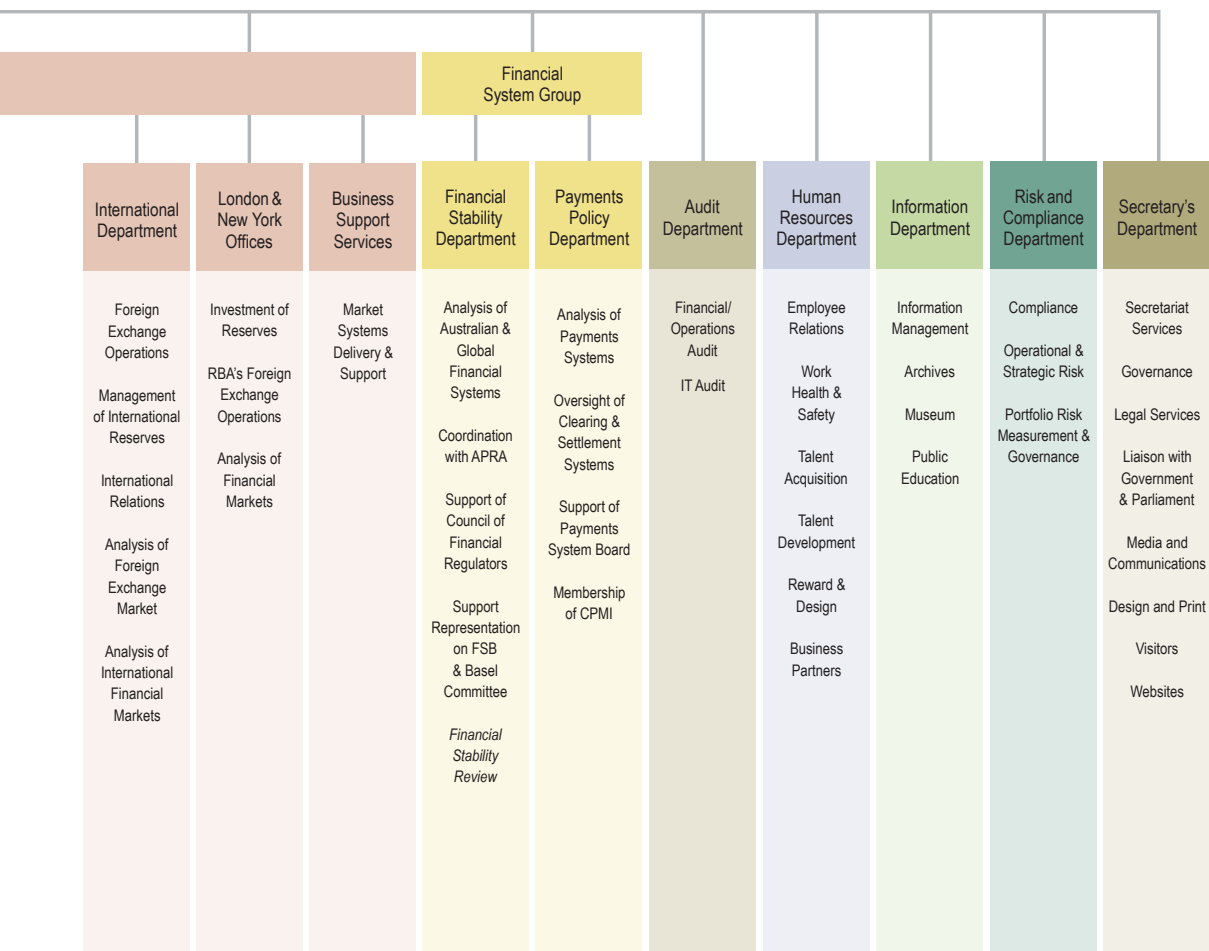 Financial
System Group
International
Department
London &
New York
Offices
Business
Support
Services
Financial
Stability
Department
Payments
Policy
Department
Audit
Department
Human
Resources
Department
Information
Department
Risk and
Compliance
Department
Secretary's
Department
Foreign
Exchange
Operations
Management
of International
Reserves
International
Relations
Analysis of
Foreign
Exchange
Market
Analysis of
International
Financial
Markets
Investment of
Reserves
RBA's Foreign
Exchange
Operations
Analysis of
Financial
Markets
Market
Systems
Delivery &
Support
Analysis of
Australian &
Global
Financial
Systems
Coordination
with APRA
Support of
Council of
Financial
Regulators
Support
Representation
on FSB
& Basel
Committee
Financial
Stability
Review
Analysis of
Payments
Systems
Oversight of
Clearing &
Settlement
Systems
Support of
Payments
System Board
Membership
of CPMI
Financial/
Operations
Audit
IT Audit
Employee
Relations
Work
Health &
Safety
Talent
Acquisition
Talent
Development
Reward &
Design
Business
Partners
Information
Management
Archives
Museum
Public
Education
Compliance
Operational &
Strategic Risk
Portfolio Risk
Measurement &
Governance
Secretariat
Services
Governance
Legal Services
Liaison with
Government
& Parliament
Media and
Communications
Design and Print
Visitors
Websites